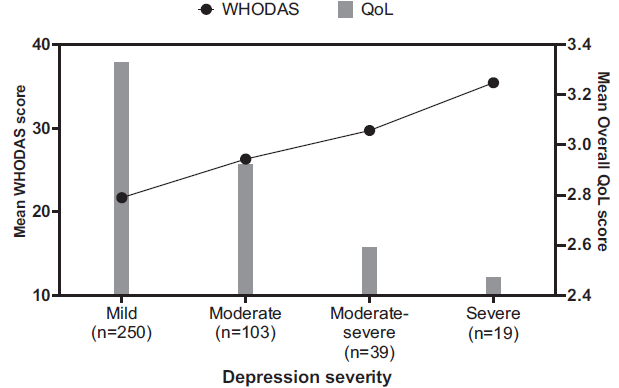 WHODAS QoL
40 3.4
3.2
30 3.0
2.8
20 2.6
10 2.4
Mean WHODAS score
Mean Overall QoL score
Mild Moderate Moderate- Severe
(n=250) (n=103) severe (n=19)
(n=39)
Depression severity